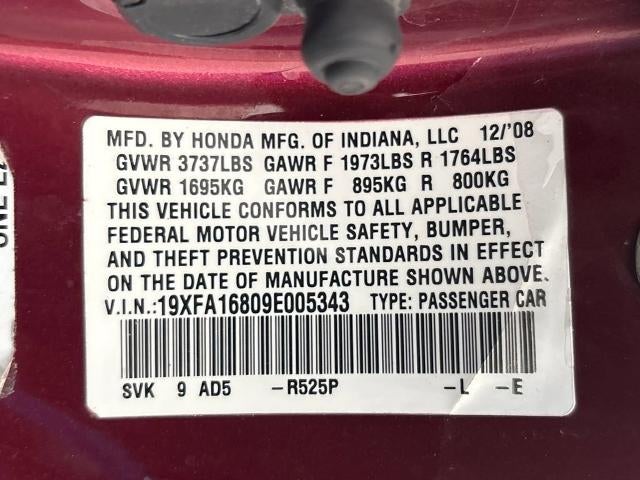 MFD. BY HONDA MFG. OF INDIANA, LLC 12/'08
GVWR 3737LBS GAWR F 1973LBS R 1764LBS
GVWR 1695KG GAWR F 895KG R 800KG
THIS VEHICLE CONFORMS TO ALL APPLICABLE
FEDERAL MOTOR VEHICLE SAFETY, BUMPER,
AND THEFT PREVENTION STANDARDS IN EFFECT
ON THE DATE OF MANUFACTURE SHOWN ABOVE.
V.I.N.:19XFA16809E005343 TYPE: PASSENGER CAR
SVK 9 AD5 -R525P -L -E